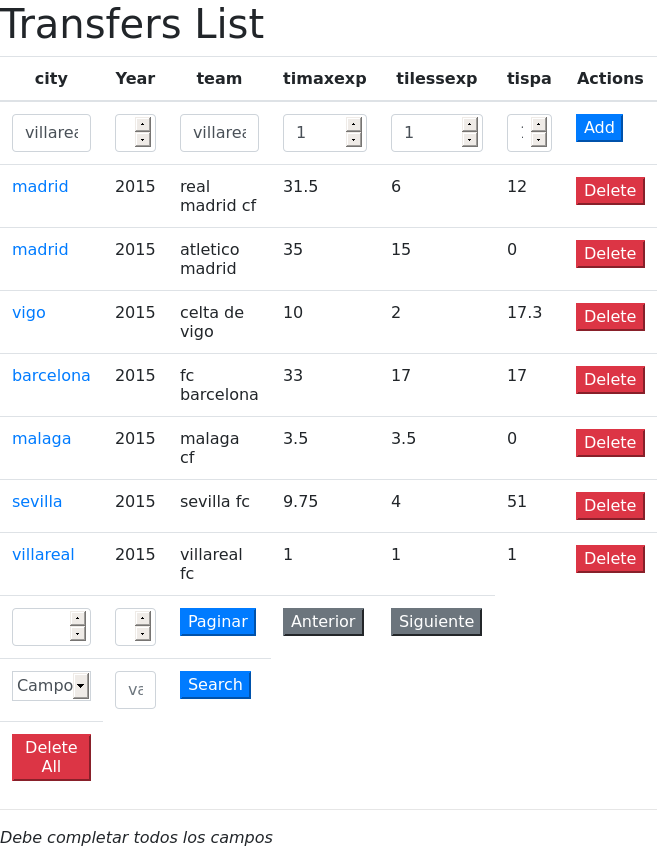 Transfers List
city Year team timaxexp tilessexp tispa Actions
villarea villarea 1 1 Add
madrid 2015 real 31.5 6 12 Delete
madrid cf
madrid 2015 atletico 35 15 0 Delete
madrid
vigo 2015 celta de 10 2 17.3 Delete
vigo
barcelona 2015 fc 33 17 17 Delete
barcelona
malaga 2015 malaga 3.5 3.5 0 Delete
cf
sevilla 2015 sevilla fc 9.75 4 51 Delete
villareal 2015 villareal 1 1 1 Delete
fc
Paginar Anterior Siguiente
Campo Search
Delete
All
Debe completar todos los campos